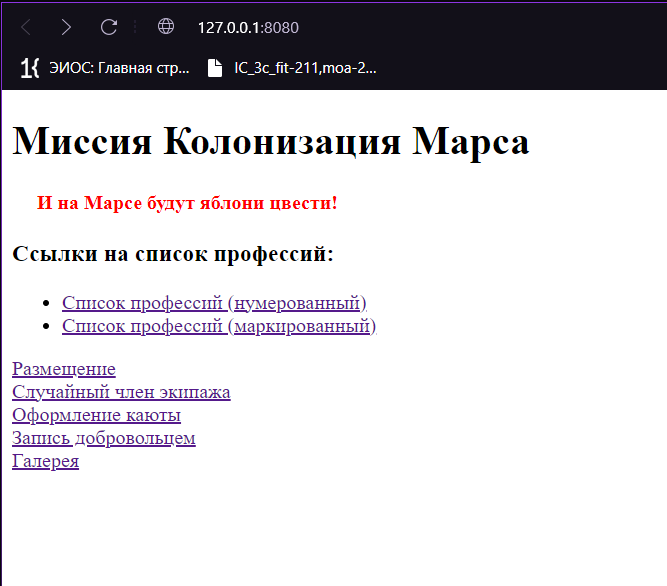 127.0.0.1:8080
ЭИОС: Главная стр...
IC_3c_fit-211,moa-2...
Миссия Колонизация Марса
И на Марсе будут яблони цвести!
Ссылки на список профессий:
Список профессий (нумерованный)
Список профессий (маркированный)
Размещение
Случайный член экипажа
Оформление каюты
Запись добровольцем
Галерея